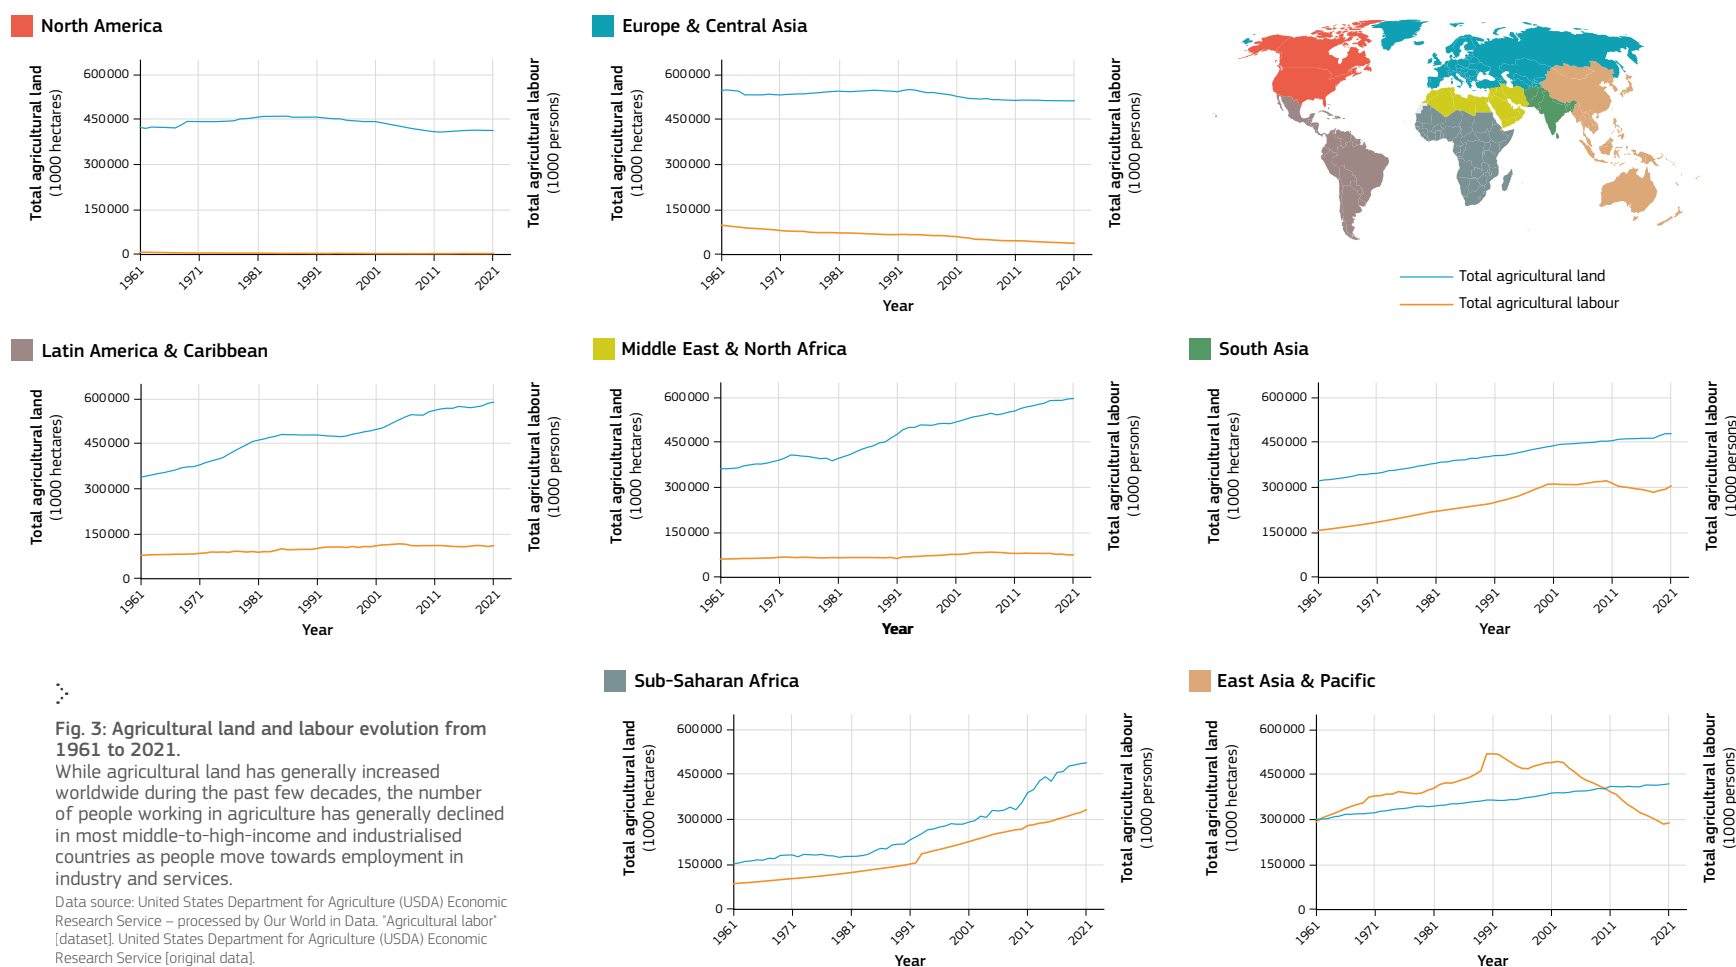 North America
Total agricultural land
(1000 hectares)
600000
450000
300000
150000
0
1961
1971
1981
1991
2001
2011
2021
Total agricultural labour
(1000 persons)
Europe & Central Asia
Total agricultural land
(1000 hectares)
600000
450000
300000
150000
0
1961
1971
1981
1991
2001
2011
2021
Year
Total agricultural labour
(1000 persons)
Total agricultural land
Total agricultural labour
Latin America & Caribbean
Total agricultural land
(1000 hectares)
600000
450000
300000
150000
0
1961
1971
1981
1991
2001
2011
2021
Year
Total agricultural labour
(1000 persons)
Middle East & North Africa
Total agricultural land
(1000 hectares)
600000
450000
300000
150000
0
1961
1971
1981
1991
2001
2011
2021
Year
Total agricultural labour
(1000 persons)
South Asia
Total agricultural land
(1000 hectares)
600000
450000
300000
150000
0
1961
1971
1981
1991
2001
2011
2021
Year
Total agricultural labour
(1000 persons)
Fig. 3: Agricultural land and labour evolution from
1961 to 2021.
While agricultural land has generally increased
worldwide during the past few decades, the number
of people working in agriculture has generally declined
in most middle-to-high-income and industrialised
countries as people move towards employment in
industry and services.
Data source: United States Department for Agriculture (USDA) Economic
Research Service – processed by Our World in Data. "Agricultural labor"
[dataset]. United States Department for Agriculture (USDA) Economic
Research Service [original data].
Sub-Saharan Africa
Total agricultural land
(1000 hectares)
600000
450000
300000
150000
0
1961
1971
1981
1991
2001
2011
2021
Year
Total agricultural labour
(1000 persons)
East Asia & Pacific
Total agricultural land
(1000 hectares)
600000
450000
300000
150000
0
1961
1971
1981
1991
2001
2011
2021
Year
Total agricultural labour
(1000 persons)